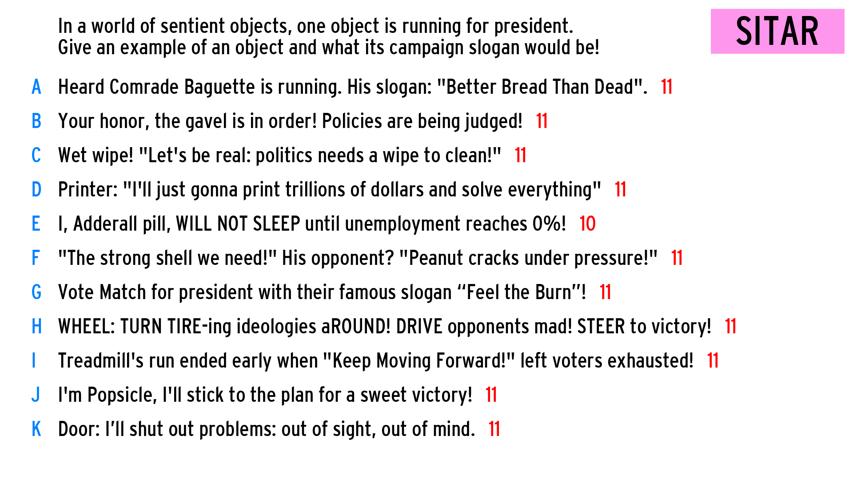 In a world of sentient objects, one object is running for president.
Give an example of an object and what its campaign slogan would be!
SITAR
A Heard Comrade Baguette is running. His slogan: "Better Bread Than Dead". 11
B Your honor, the gavel is in order! Policies are being judged! 11
C Wet wipe! "Let's be real: politics needs a wipe to clean!" 11
D Printer: "I'll just gonna print trillions of dollars and solve everything" 11
E I, Adderall pill, WILL NOT SLEEP until unemployment reaches 0%! 10
F "The strong shell we need!" His opponent? "Peanut cracks under pressure!" 11
G Vote Match for president with their famous slogan “Feel the Burn”! 11
H WHEEL: TURN TIRE-ing ideologies aROUND! DRIVE opponents mad! STEER to victory! 11
I Treadmill's run ended early when "Keep Moving Forward!" left voters exhausted! 11
J I'm Popsicle, I'll stick to the plan for a sweet victory! 11
K Door: I’ll shut out problems: out of sight, out of mind. 11